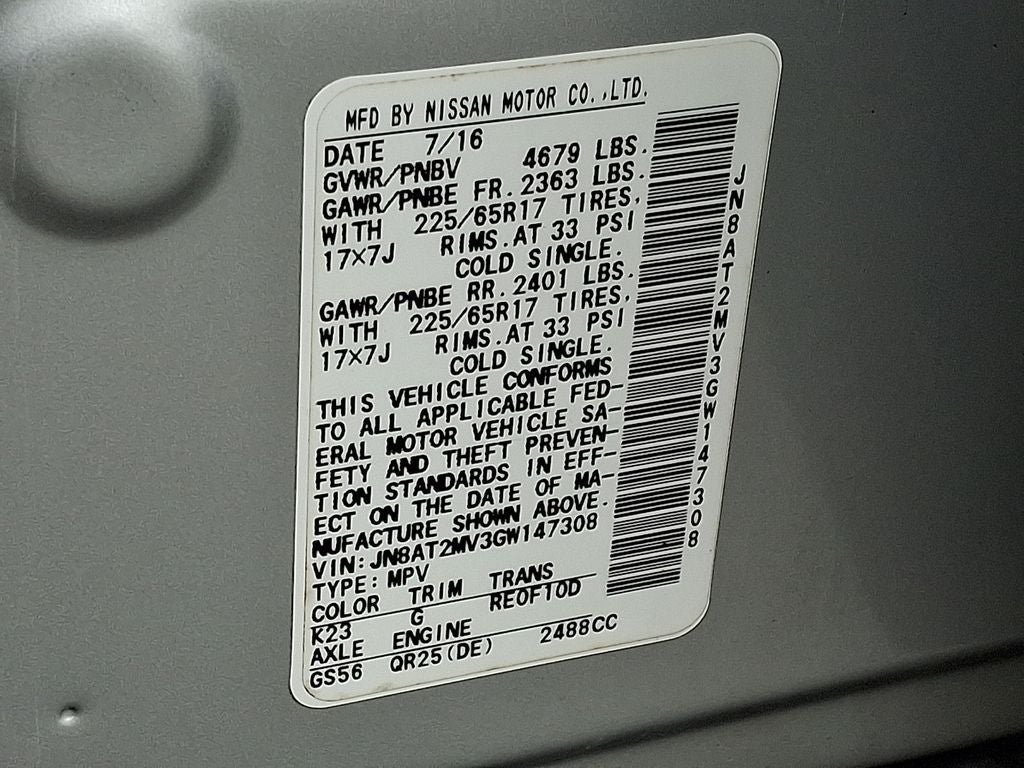 MFD BY NISSAN MOTOR CO.,LTD.
DATE 7/16
GVWR/PNBV 4679 LBS.
GAWR/PNBE FR. 2363 LBS.
WITH 225/65R17 TIRES,
17×7J RIMS.AT 33 PSI
COLD SINGLE.
GAWR/PNBE RR. 2401 LBS.
WITH 225/65R17 TIRES,
17×7J RIMS.AT 33 PSI
COLD SINGLE.
THIS VEHICLE CONFORMS
TO ALL APPLICABLE FED-
ERAL MOTOR VEHICLE SA-
FETY AND THEFT PREVEN-
TION STANDARDS IN EFF-
ECT ON THE DATE OF MA-
NUFACTURE SHOWN ABOVE.
VIN:JN8AT2MV3GW147308
TYPE:MPV
COLOR TRIM TRANS
K23 G RE0F10D
AXLE ENGINE
GS56 QR25(DE) 2488CC
JN8AT2MV3GW147308